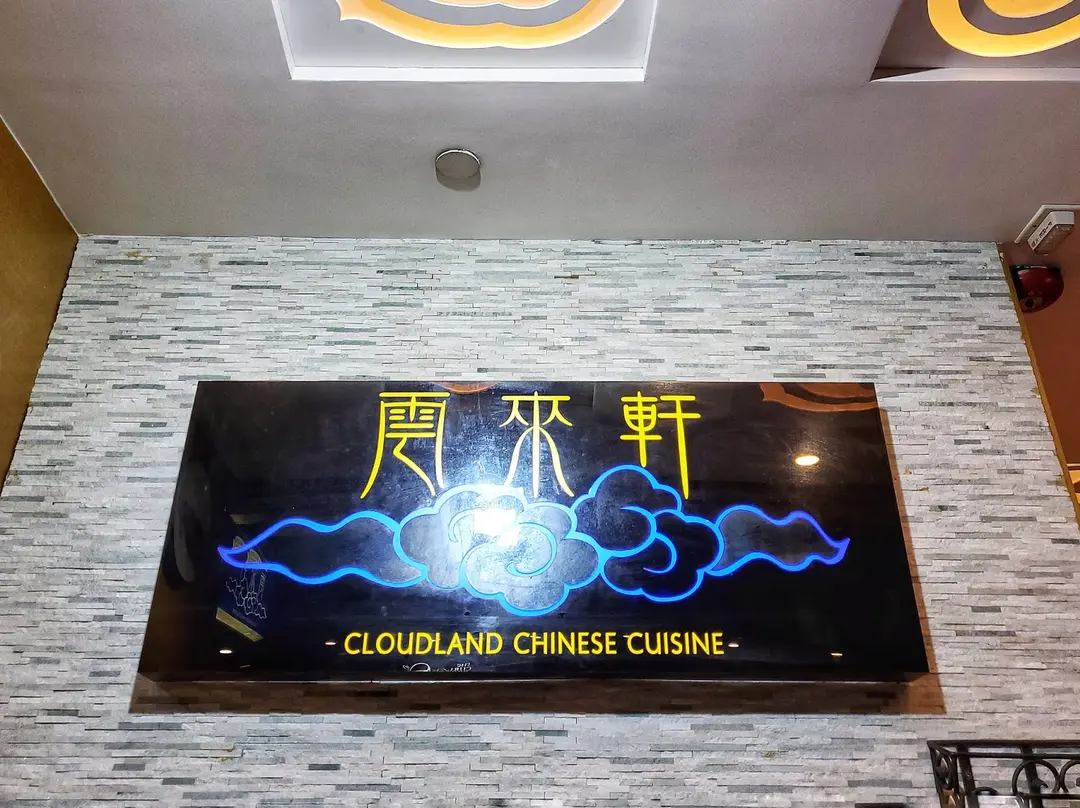 雲來軒
- CLOUDLAND CHINESE CUISINE -